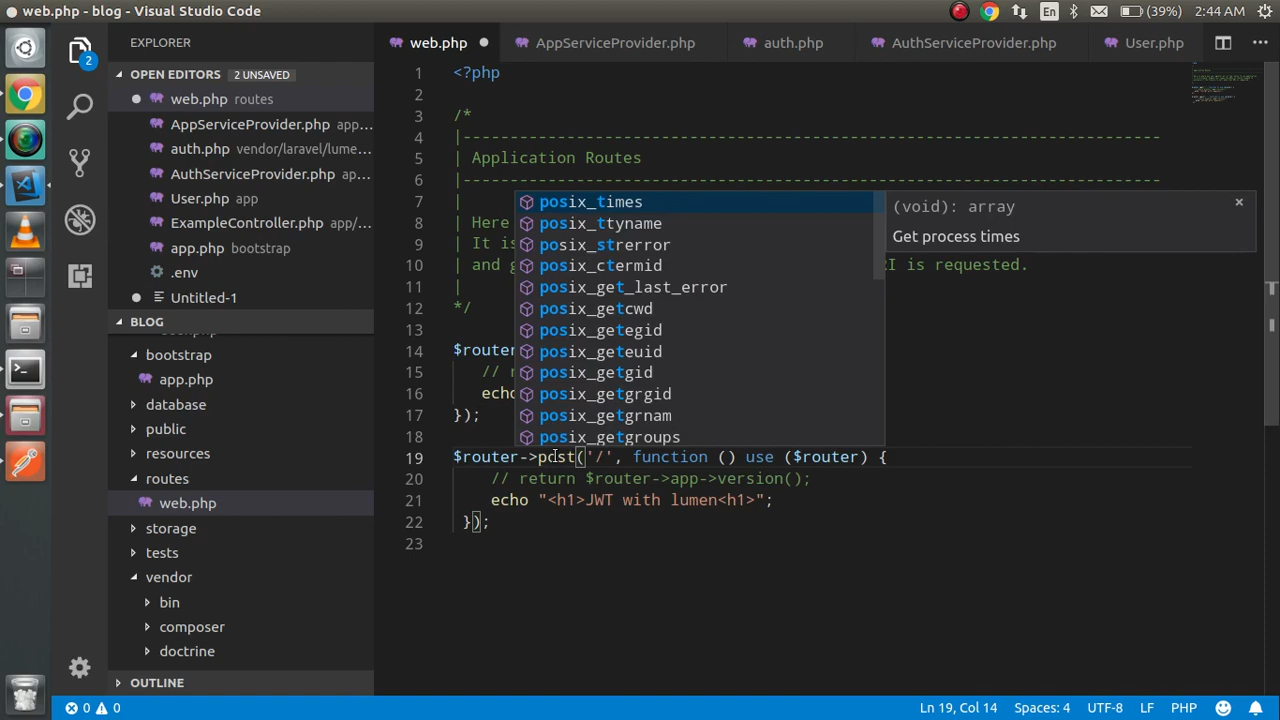 web.php - blog - Visual Studio Code
En
(39%)
2:44 AM
2
EXPLORER
OPEN EDITORS 2 UNSAVED
web.php routes
AppServiceProvider.php app...
auth.php vendor/laravel/lume...
AuthServiceProvider.php ap...
User.php app
ExampleController.php app/...
app.php bootstrap
.env
Untitled-1
BLOG
bootstrap
app.php
database
public
resources
routes
web.php
storage
tests
vendor
bin
composer
doctrine
OUTLINE
web.php
AppServiceProvider.php
auth.php
AuthServiceProvider.php
User.php
1 <?php
2
3 /*
4 |--------------------------------------------------------------------------
5 | Application Routes
6 |--------------------------------------------------------------------------
7 |
8 | Here
9 | It is
10 | and g I is requested.
11 |
12 */
13
14 $router
15 // r
16 echo
17 });
18
19 $router->post('/', function () use ($router) {
20 // return $router->app->version();
21 echo "<h1>JWT with lumen<h1>";
22 });
23
posix_times
posix_ttyname
posix_strerror
posix_ctermid
posix_get_last_error
posix_getcwd
posix_getegid
posix_geteuid
posix_getgid
posix_getgrgid
posix_getgrnam
posix_getgroups
(void): array
Get process times
0 0
Ln 19, Col 14
Spaces: 4
UTF-8
LF
PHP